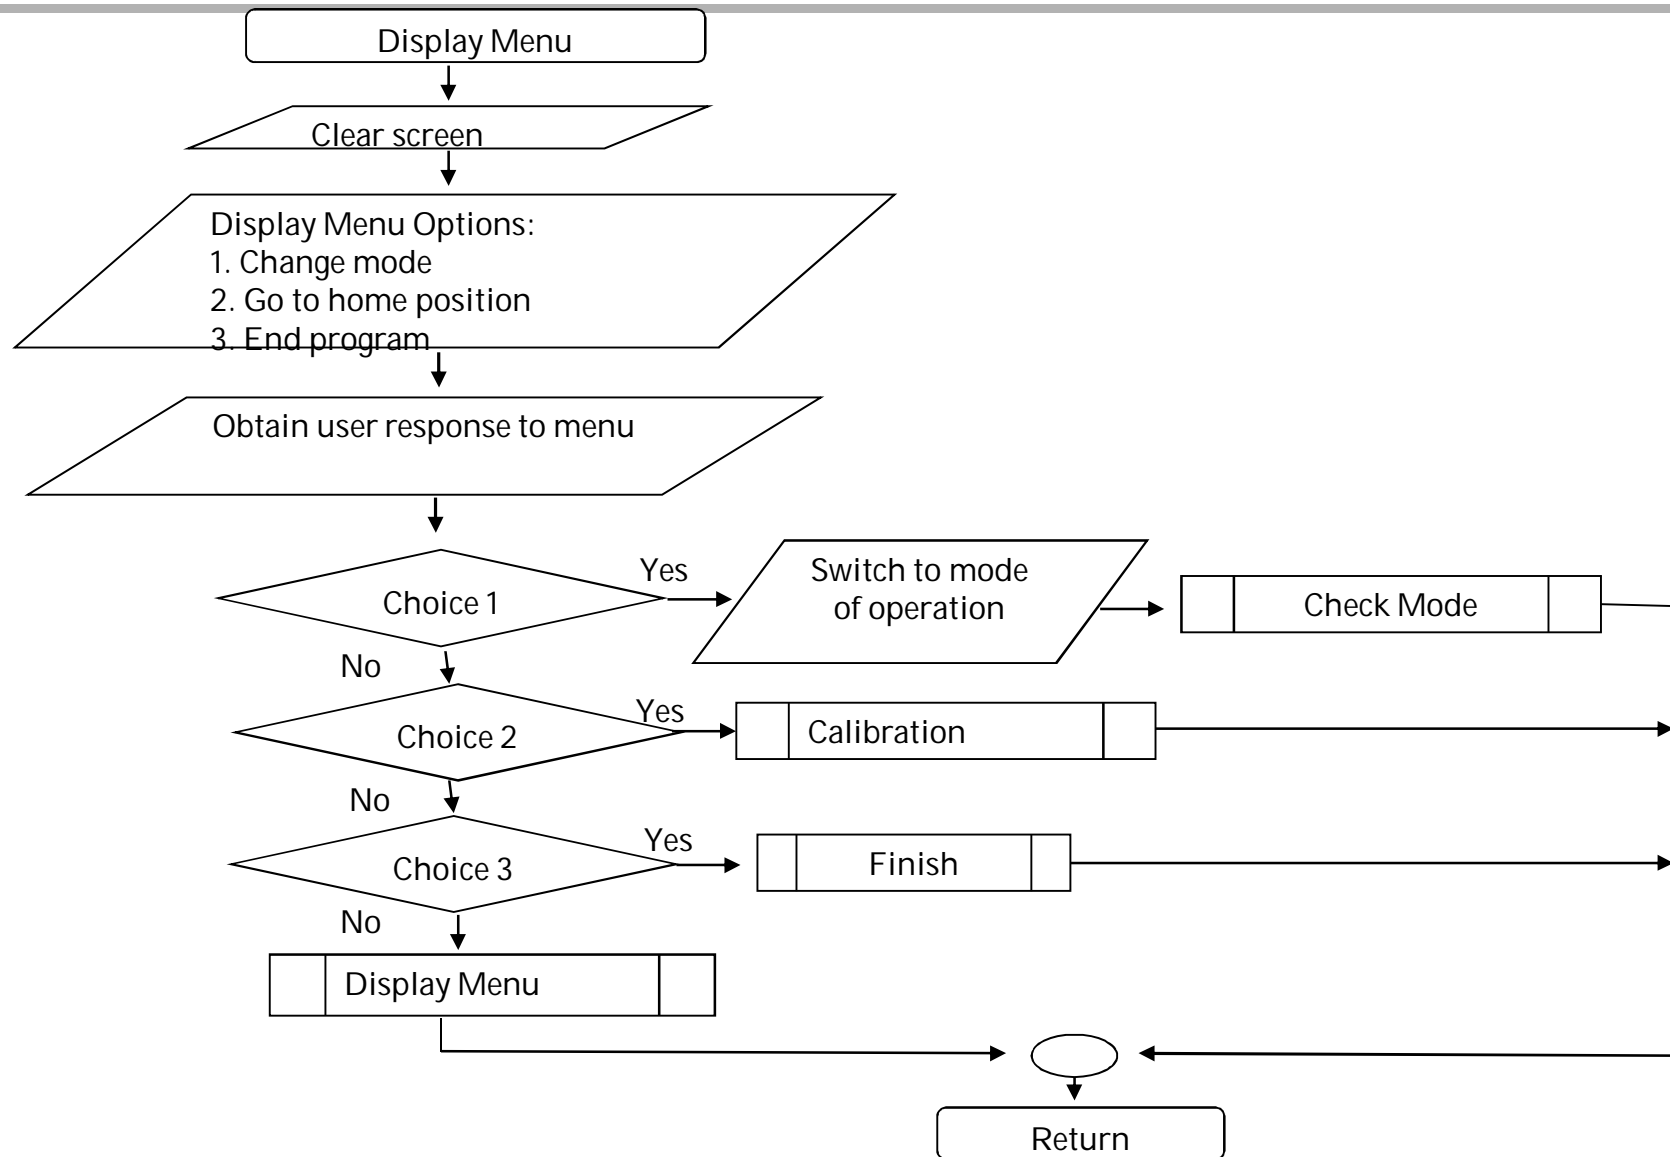 Display Menu
Clear screen
Display Menu Options:
1. Change mode
2. Go to home position
3. End program
Obtain user response to menu
Choice 1
Yes
Switch to mode
of operation
Check Mode
No
Choice 2
Yes
Calibration
No
Choice 3
Yes
Finish
No
Display Menu
Return